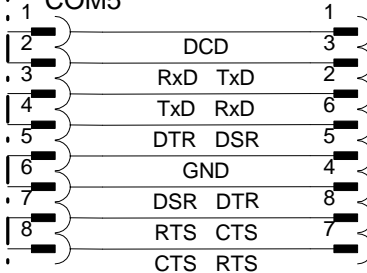 COM5
1 1
2 DCD 3
3 RxD TxD 2
4 TxD RxD 6
5 DTR DSR 5
6 GND 4
7 DSR DTR 8
8 RTS CTS 7
CTS RTS